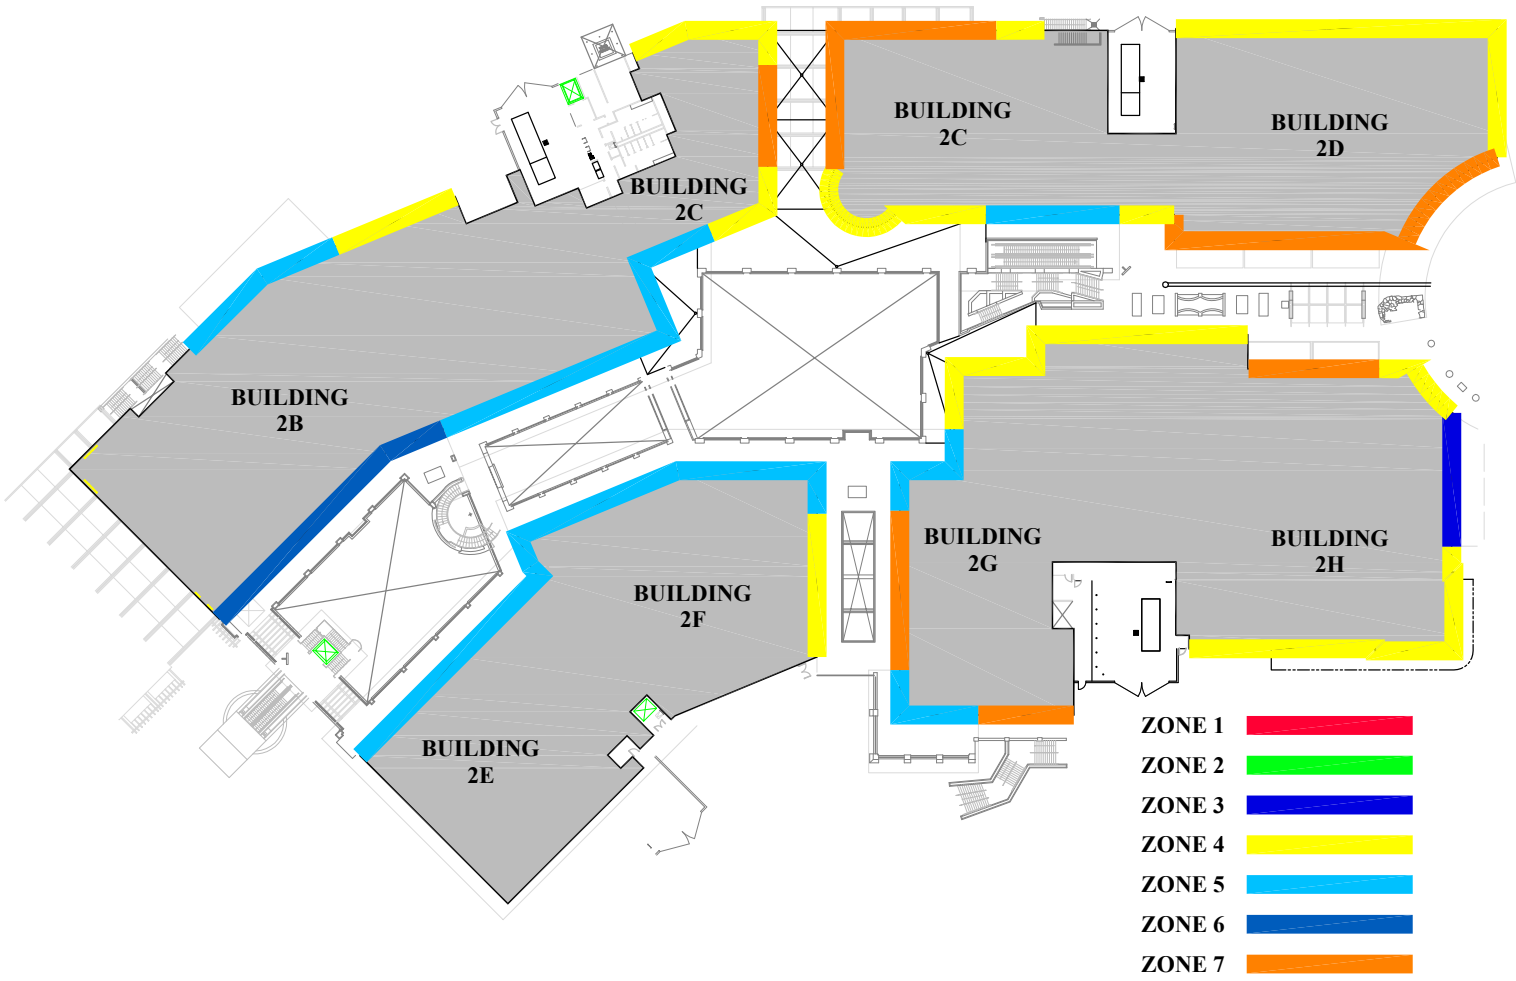 BUILDING
2C
BUILDING
2D
BUILDING
2C
BUILDING
2B
BUILDING
2G
BUILDING
2H
BUILDING
2F
BUILDING
2E
ZONE 1
ZONE 2
ZONE 3
ZONE 4
ZONE 5
ZONE 6
ZONE 7